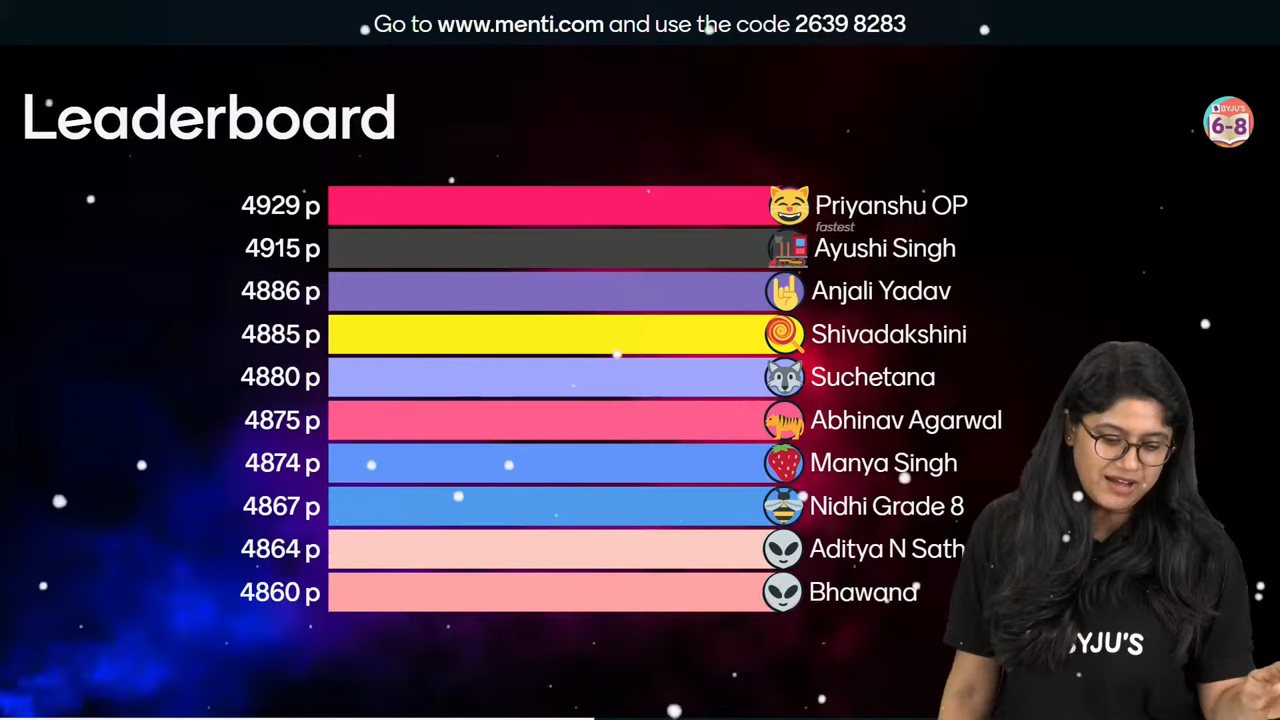 Go to www.menti.com and use the code 2639 8283
Leaderboard
BYJU'S
6-8
4929 p Priyanshu OP
fastest
4915 p Ayushi Singh
4886 p Anjali Yadav
4885 p Shivadakshini
4880 p Suchetana
4875 p Abhinav Agarwal
4874 p Manya Singh
4867 p Nidhi Grade 8
4864 p Aditya N Sath
4860 p Bhawana
BYJU'S